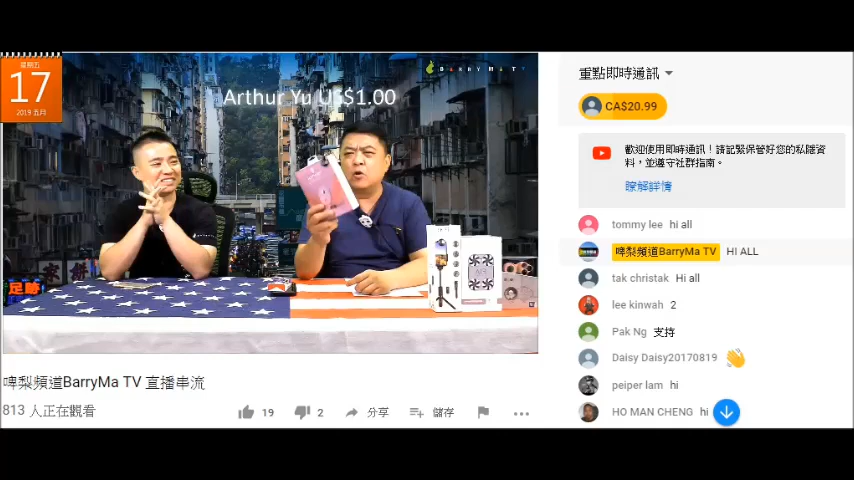 星期五
17
2019 五月
BARRYMATV
Arthur Yu US$1.00
足跡
啤梨頻道BarryMa TV 直播串流
813 人正在觀看
19
2
分享
儲存
重點即時通訊
CA$20.99
歡迎使用即時通訊！請記緊保管好您的私隱資
料，並遵守社群指南。
瞭解詳情
tommy lee hi all
啤梨頻道BarryMa TV HI ALL
tak christak Hi all
lee kinwah 2
Pak Ng 支持
Daisy Daisy20170819
peiper lam hi
HO MAN CHENG hi